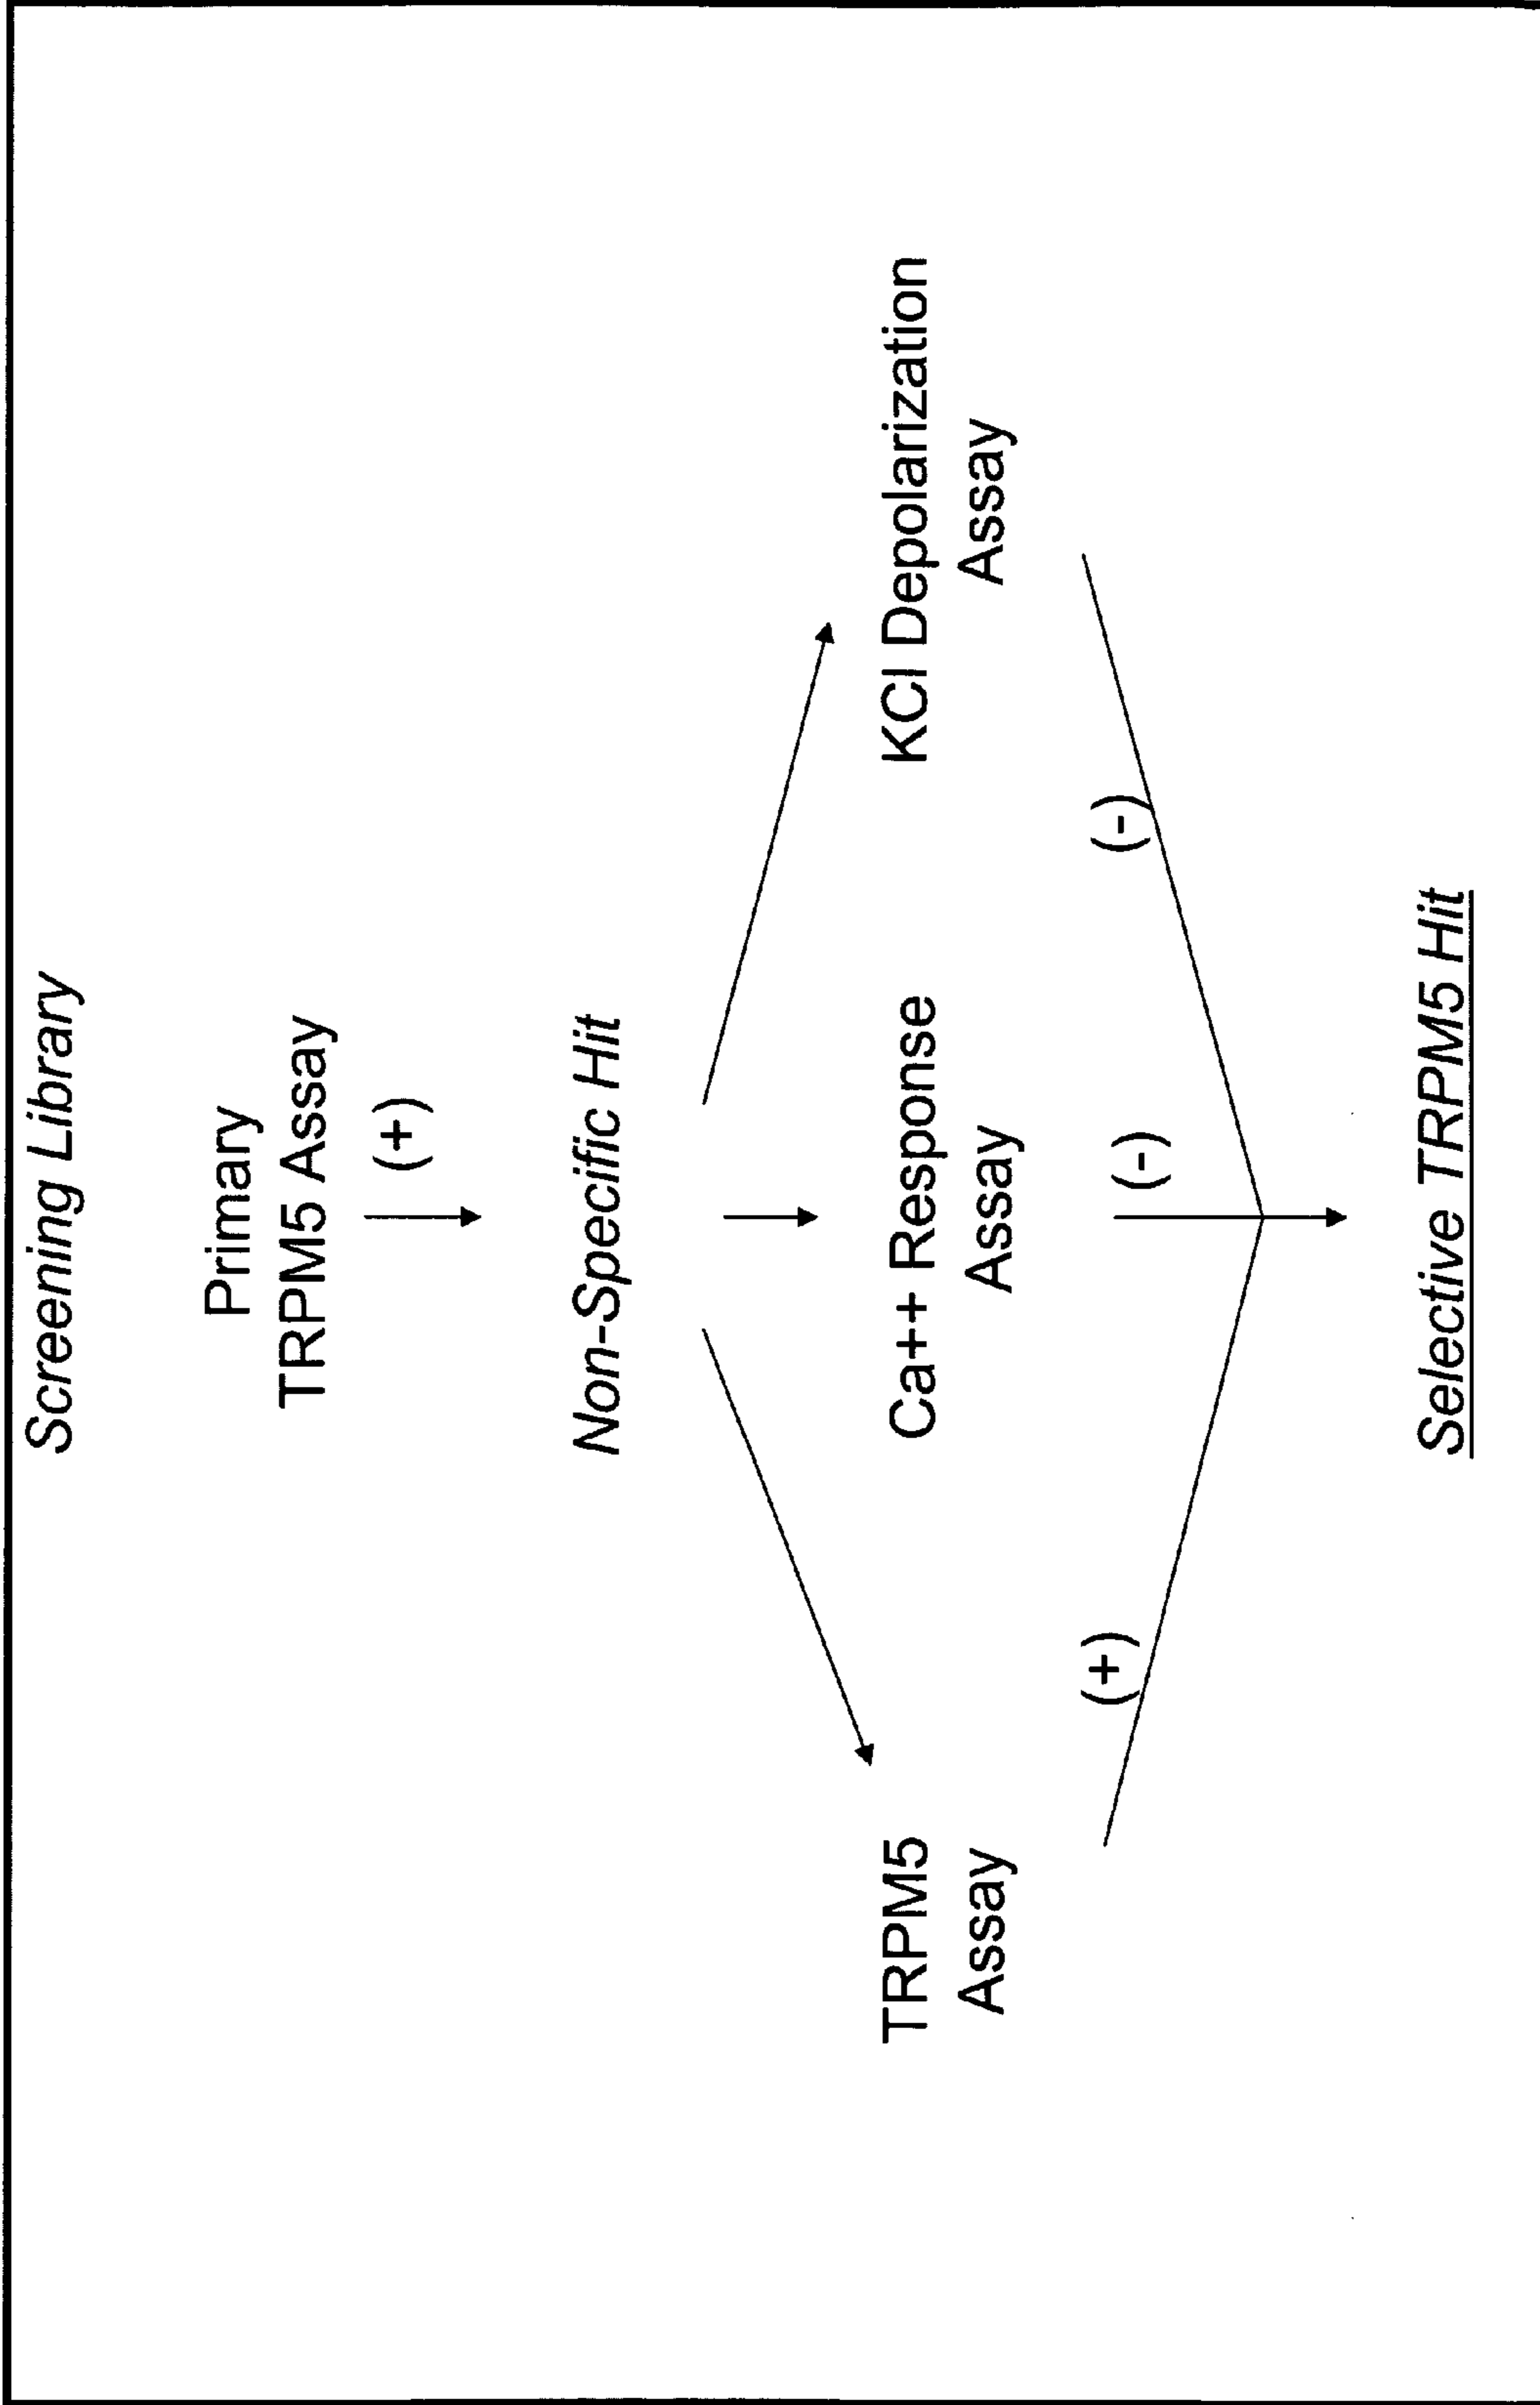 Screening Library
Primary
TRPM5 Assay
(+)
Non-Specific Hit
TRPM5
Assay
Ca++ Response
Assay
KCl Depolarization
Assay
(+)
(-)
(-)
Selective TRPM5 Hit